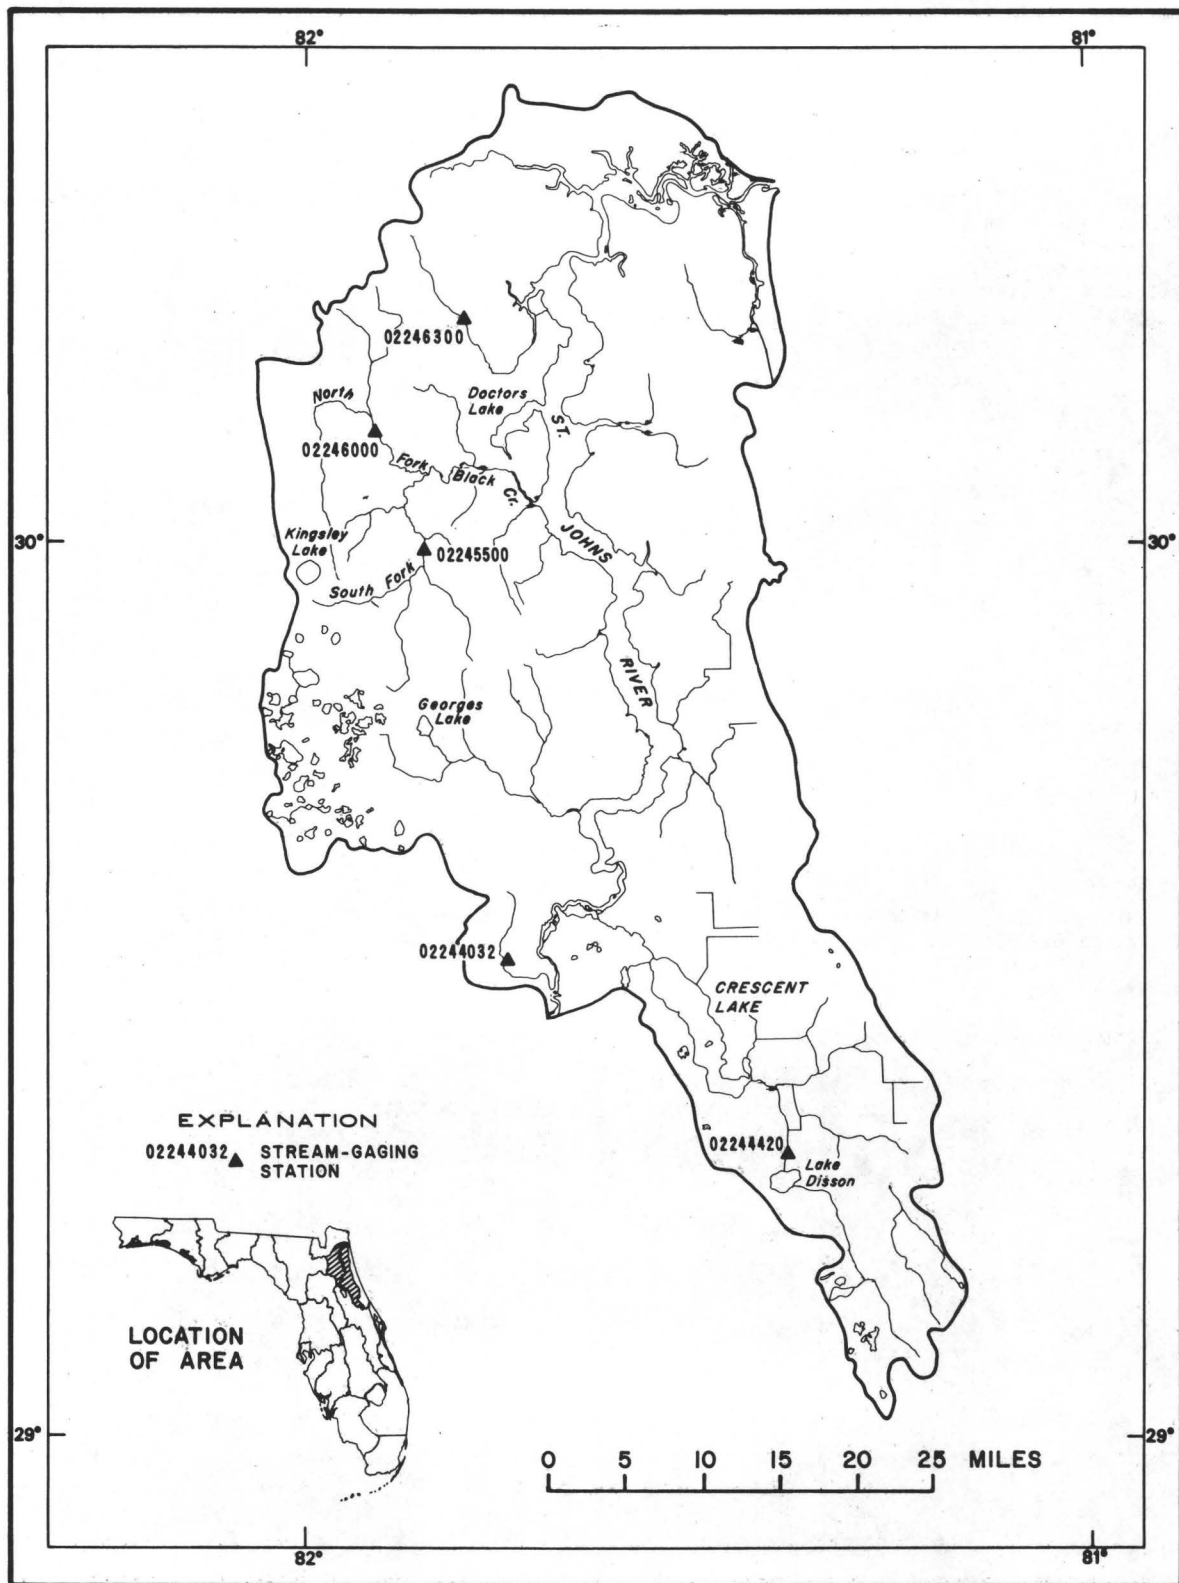 82°
81°
02246300
North
Doctors
Lake
ST.
02246000
Fork
Black
Cr.
Kingsley
Lake
JOHNS
30°
02245500
30°
South Fork
RIVER
Georges
Lake
02244032
CRESCENT
LAKE
EXPLANATION
02244032 STREAM-GAGING
STATION
02244420
Lake
Disson
LOCATION
OF AREA
29°
29°
0 5 10 15 20 25 MILES
82°
81°